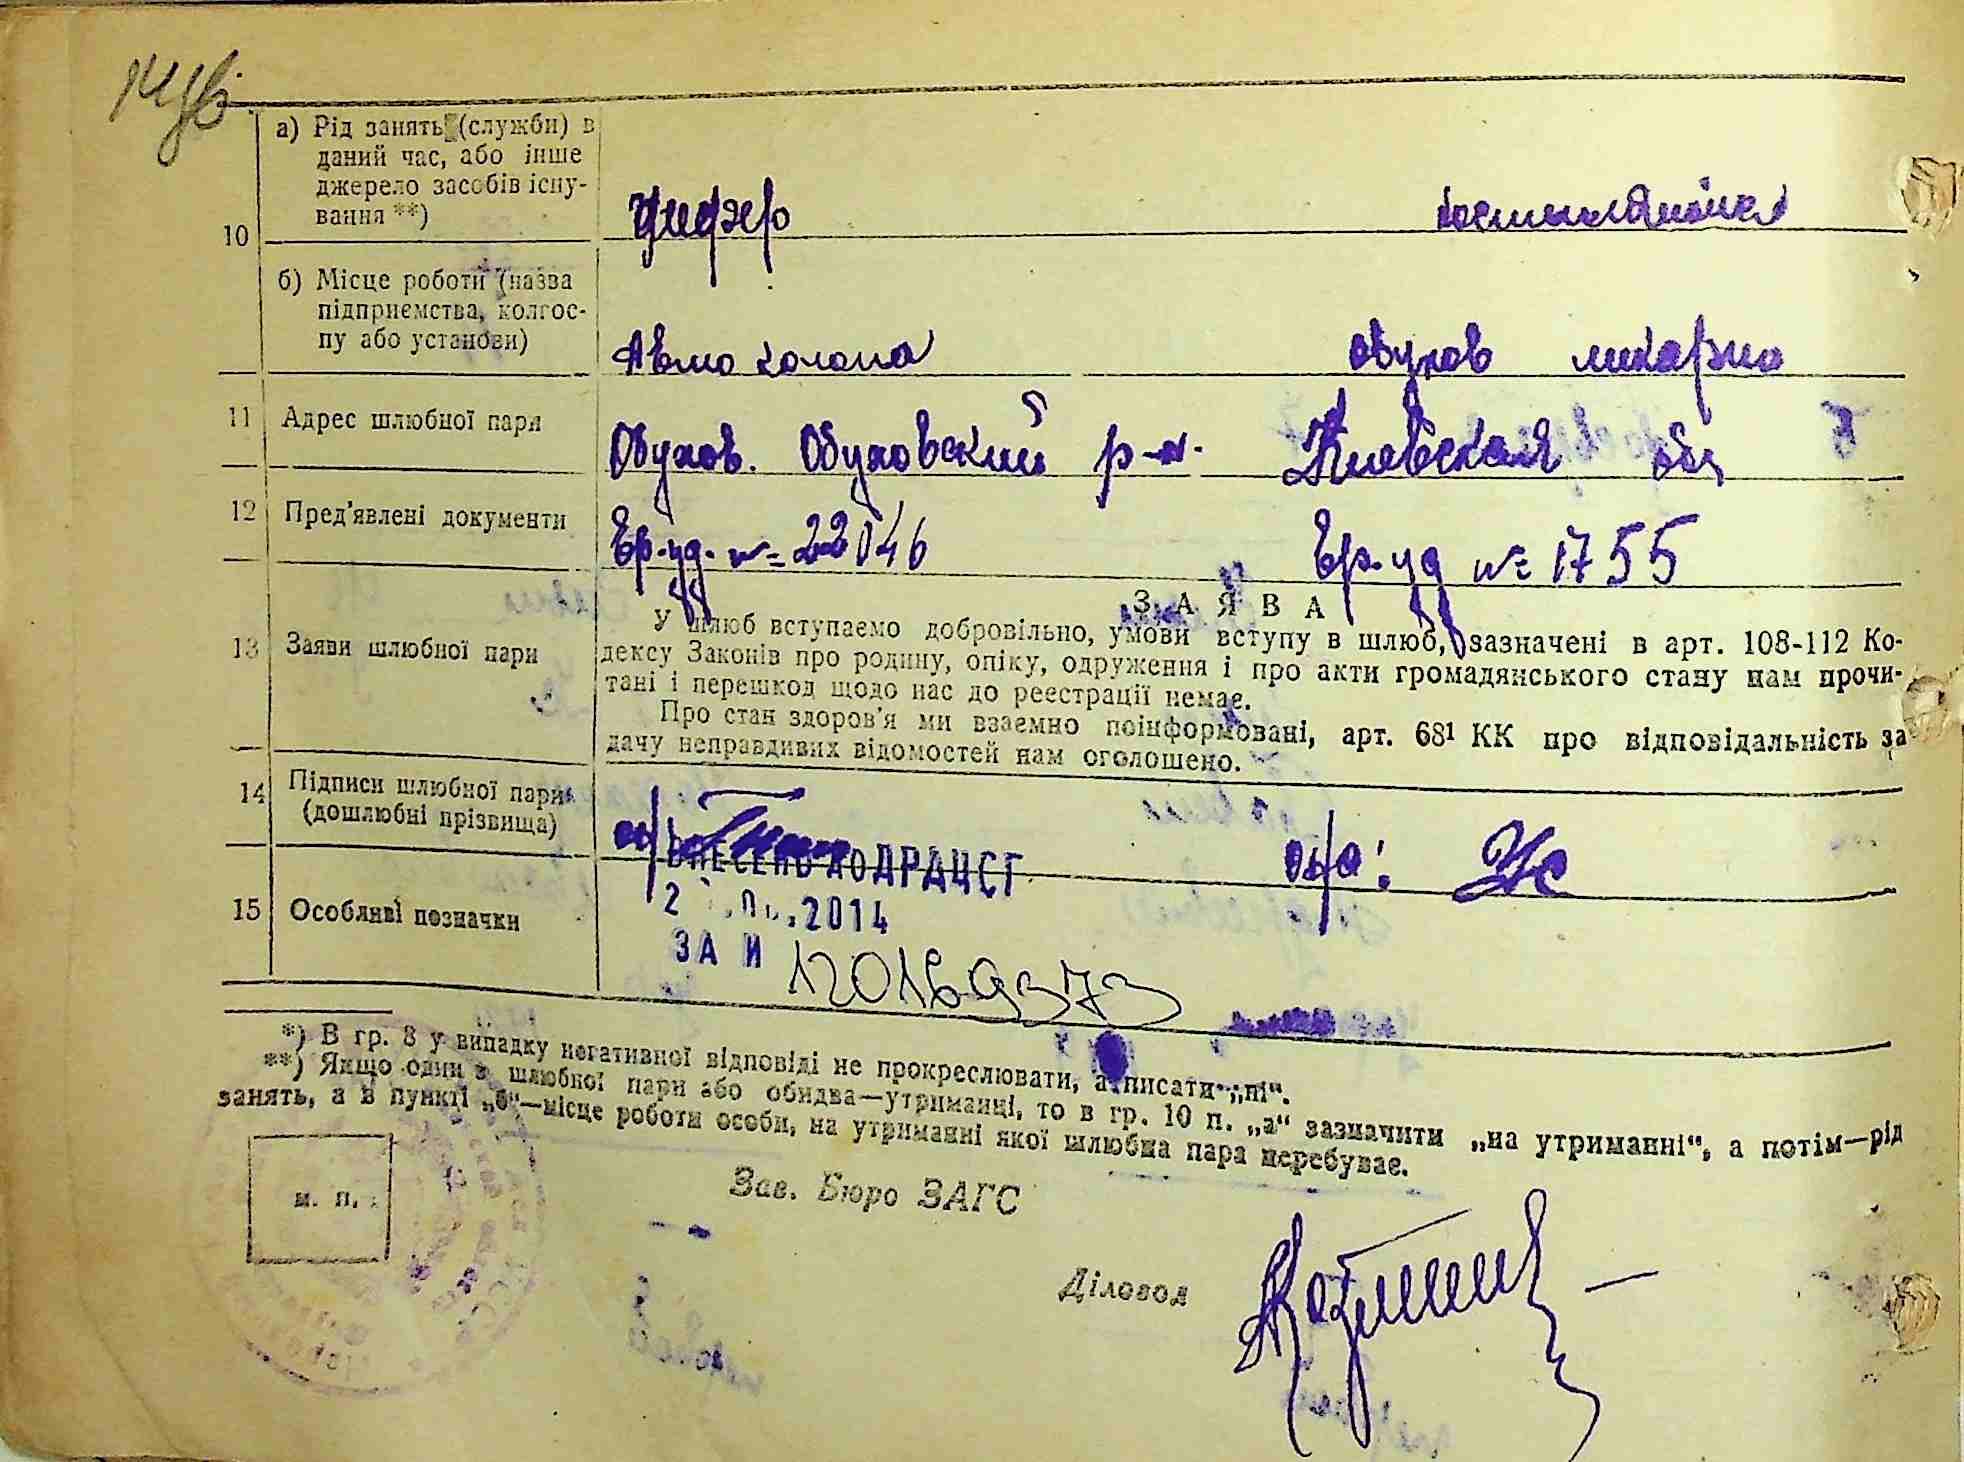 а) Рід занять (служби) в
даний час, або інше
джерело засобів існу-
вання **)
10
б) Місце роботи (назва
підприємства, колгос-
пу або установи)
Авто колона Обухов
11 Адрес шлюбної пари Обухов. Обуховский р-н. Киевская обл
12 Пред'явлені документи Вр. уд. №22046 Вр. уд №1755
З А Я В А
13 Заяви шлюбної пари
У шлюб вступаємо добровільно, умови вступу в шлюб, зазначені в арт. 108-112 Ко-
дексу Законів про родину, опіку, одруження і про акти громадянського стану нам прочи-
тані і перешкод щодо нас до реєстрації немає.
Про стан здоров'я ми взаємно поінформовані, арт. 68¹ КК про відповідальність за
дачу неправдивих відомостей нам оголошено.
14 Підписи шлюбної пари
(дошлюбні прізвища)
ВНЕСЕНО ДО ДРАЦСГ
2014
15 Особливі позначки
ЗА N 120169373
*) В гр. 8 у випадку негативної відповіді не прокреслювати, а писати „ні“.
**) Якщо один з шлюбної пари або обидва—утриманці, то в гр. 10 п. „а“ зазначити „на утриманні“, а потім—рід
занять, а в пункті „б“—місце роботи особи, на утриманні якої шлюбна пара перебуває.
м. п.
Зав. Бюро ЗАГС
Діловод